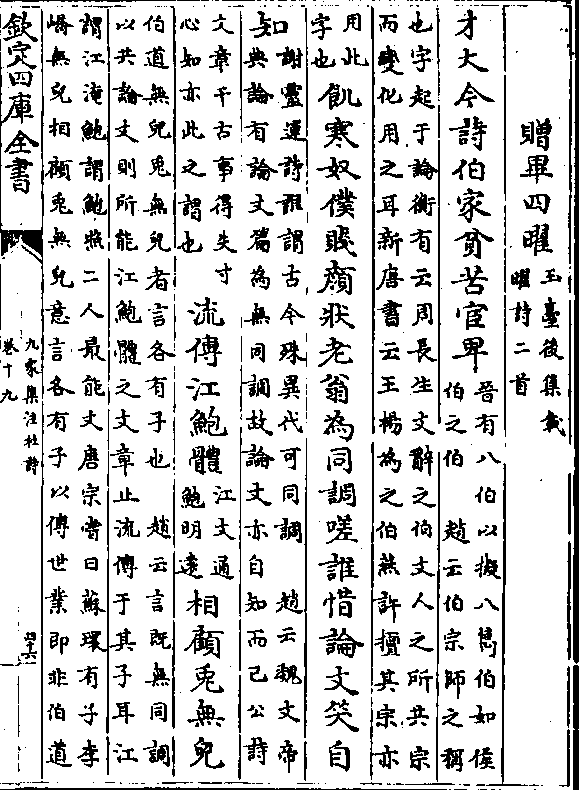 贈畢四曜玉臺後集載
曜詩二首
才大今詩伯家貧苦宦卑晉有八伯以擬八雋伯如侯
伯之伯 趙云伯宗師之稱
也字起于論衡有云周長生文辭之伯文人之所共宗
而變化用之耳新唐書云王楊為之伯燕許擅其宗亦
用此
字也飢寒奴僕賤顔狀老翁為同調嗟誰惜論文笑自
知謝靈運詩誰謂古今殊異代可同調 趙云魏文帝
典論有論文篇為無同調故論文亦自知而已公詩
文章千古事得失寸
心知亦此之謂也流傳江鮑體江文通
鮑明遠相顧免無兒
伯道無兒免無兒者言各有子也 趙云言既無同調
以共論文則所能江鮑體之文章止流傳于其子耳江
謂江淹鮑謂鮑照二人最能文唐宗嘗曰蘇環有子李
嶠無兒相顧免無兒意言各有子以傳世業即非伯道
欽定四庫全書
九家集注杜詩
卷十九
四十六